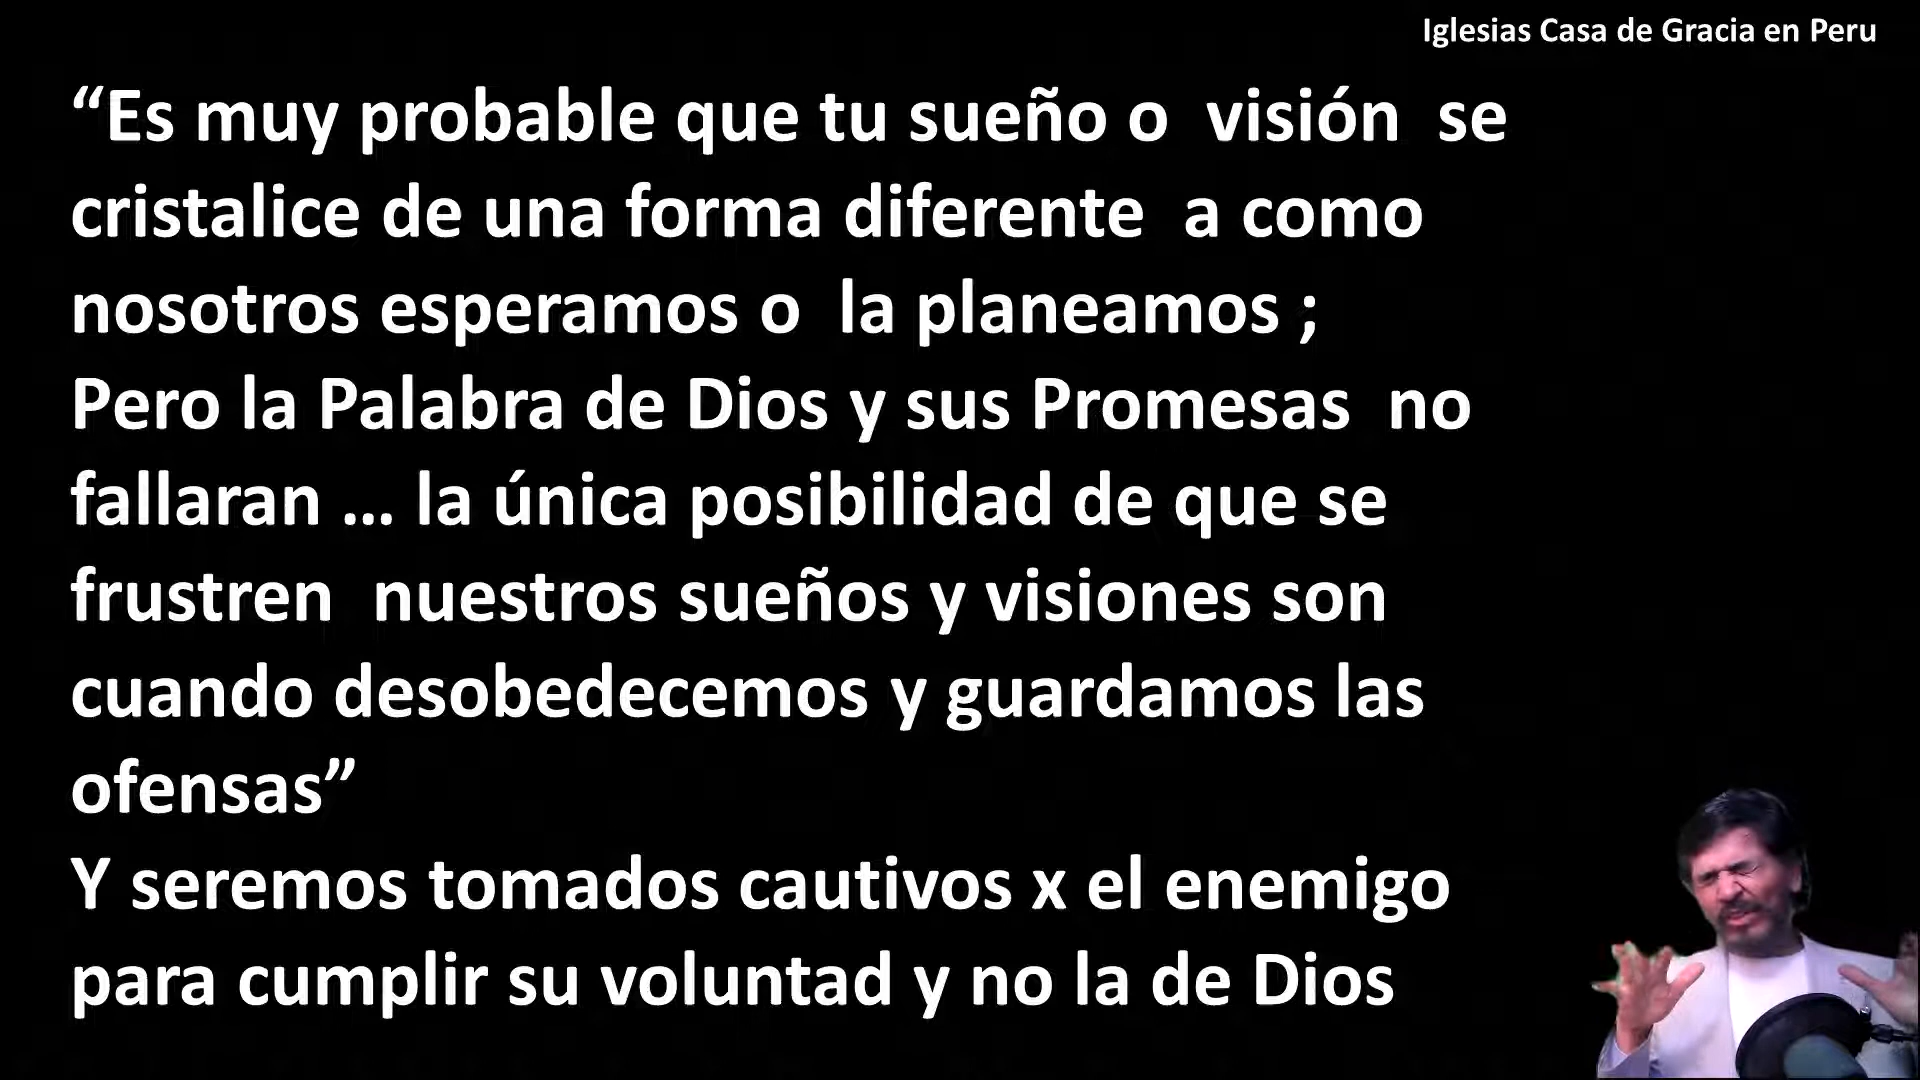 Iglesias Casa de Gracia en Peru
“Es muy probable que tu sueño o visión se
cristalice de una forma diferente a como
nosotros esperamos o la planeamos ;
Pero la Palabra de Dios y sus Promesas no
fallaran ... la única posibilidad de que se
frustren nuestros sueños y visiones son
cuando desobedecemos y guardamos las
ofensas”
Y seremos tomados cautivos x el enemigo
para cumplir su voluntad y no la de Dios